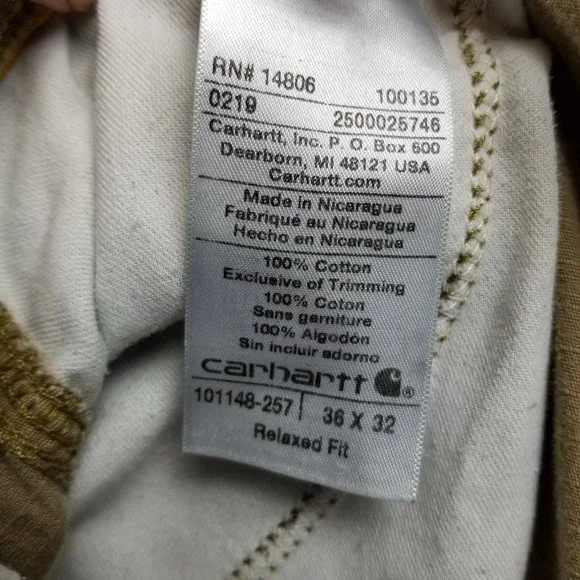 RN# 14806 100135
0219 2500025746
Carhartt, Inc. P. O. Box 600
Dearborn, MI 48121 USA
Carhartt.com
Made in Nicaragua
Fabriqué au Nicaragua
Hecho en Nicaragua
100% Cotton
Exclusive of Trimming
100% Coton
Sans garniture
100% Algodón
Sin incluir adorno
carhartt ®
101148-257 36 X 32
Relaxed Fit